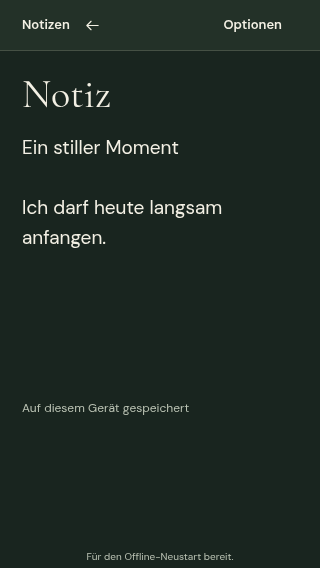 Notizen ← Optionen
Notiz
Ein stiller Moment
Ich darf heute langsam
anfangen.
Auf diesem Gerät gespeichert
Für den Offline-Neustart bereit.